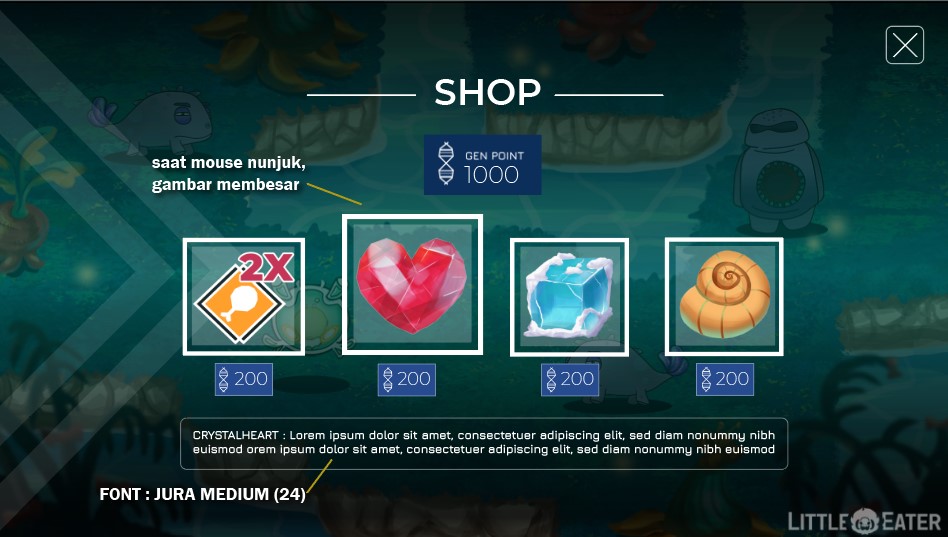 SHOP
GEN POINT
1000
saat mouse nunjuk,
gambar membesar
2X
200
200
200
200
CRYSTALHEART : Lorem ipsum dolor sit amet, consectetuer adipiscing elit, sed diam nonummy nibh
euismod orem ipsum dolor sit amet, consectetuer adipiscing elit, sed diam nonummy nibh euismod
FONT : JURA MEDIUM (24)
LITTLE EATER